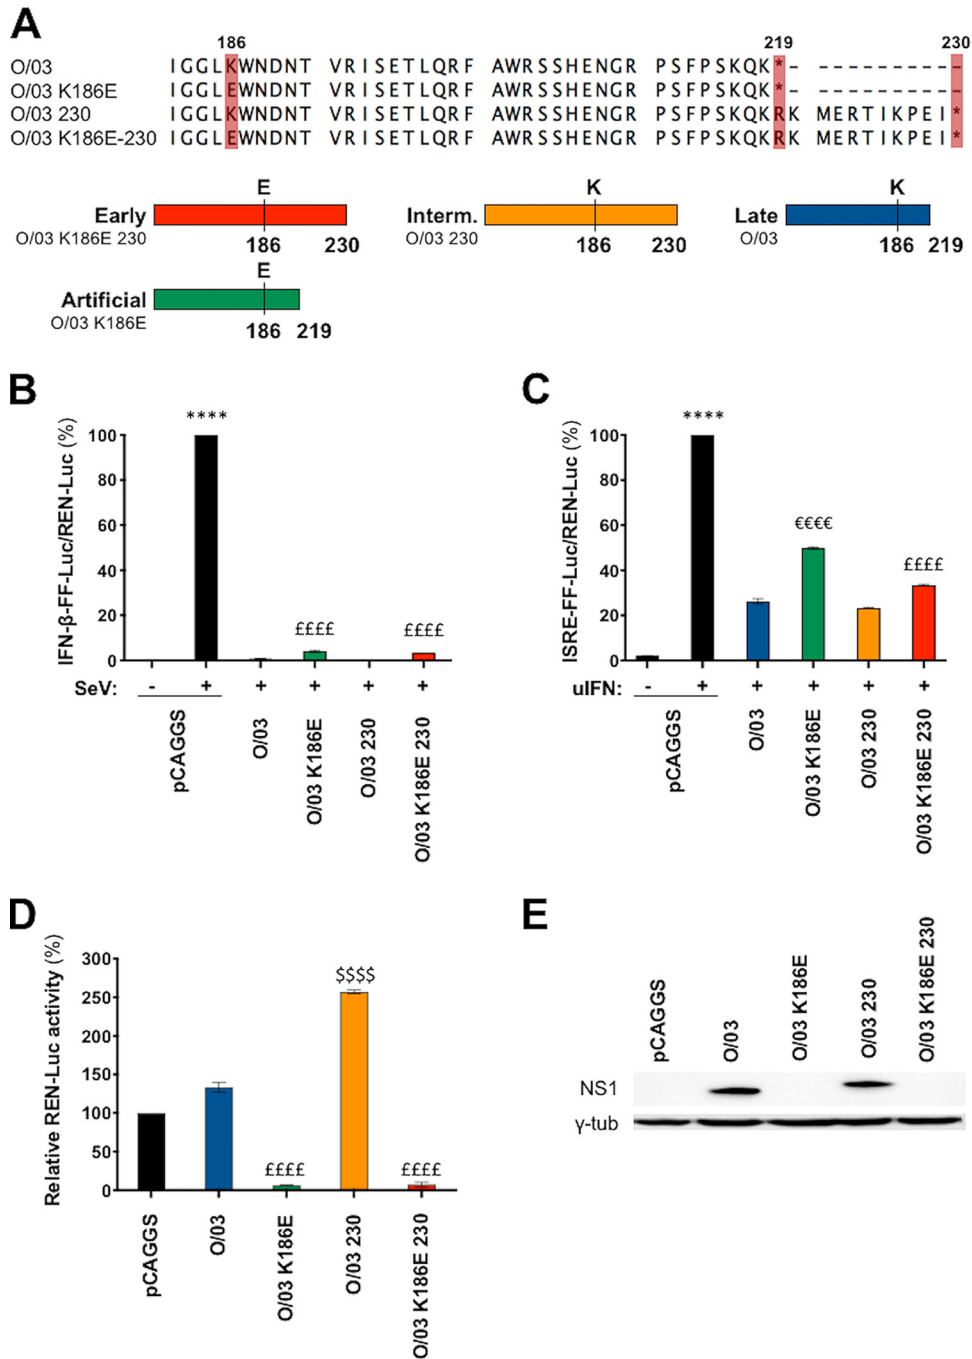 A
186 219 230
O/03 IGGLKWNDNT VRISETLQRF AWRSSHENGR PSFPSKQK*- ---------–
O/03 K186E IGGLEWNDNT VRISETLQRF AWRSSHENGR PSFPSKQK*- ---------–
O/03 230 IGGLKWNDNT VRISETLQRF AWRSSHENGR PSFPSKQKRK MERTIKPEI*
O/03 K186E-230 IGGLEWNDNT VRISETLQRF AWRSSHENGR PSFPSKQKRK MERTIKPEI*
E K K
Early Interm. Late
O/03 K186E 230 O/03 230 O/03
186 230 186 230 186 219
E
Artificial
O/03 K186E
186 219
B
IFN-β-FF-Luc/REN-Luc (%)
100
80
60
40
20
0
****
££££ ££££
SeV: - + + + + +
pCAGGS O/03 O/03 K186E O/03 230 O/03 K186E 230
C
ISRE-FF-Luc/REN-Luc (%)
100
80
60
40
20
0
****
€€€€
££££
uIFN: - + + + + +
pCAGGS O/03 O/03 K186E O/03 230 O/03 K186E 230
D
Relative REN-Luc activity (%)
300
250
200
150
100
50
0
$$$$
££££ ££££
pCAGGS O/03 O/03 K186E O/03 230 O/03 K186E 230
E
pCAGGS O/03 O/03 K186E O/03 230 O/03 K186E 230
NS1
γ-tub